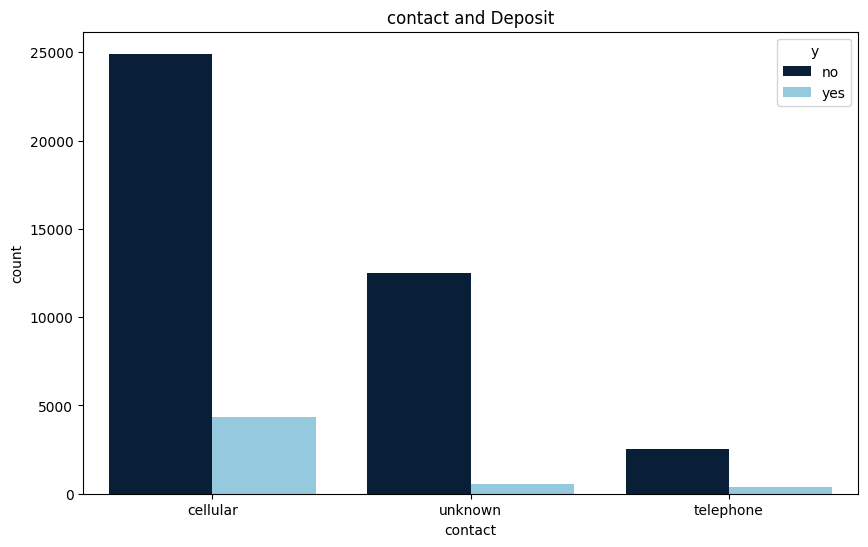 contact and Deposit
y
no
yes
25000
20000
15000
10000
5000
0
count
cellular
unknown
telephone
contact